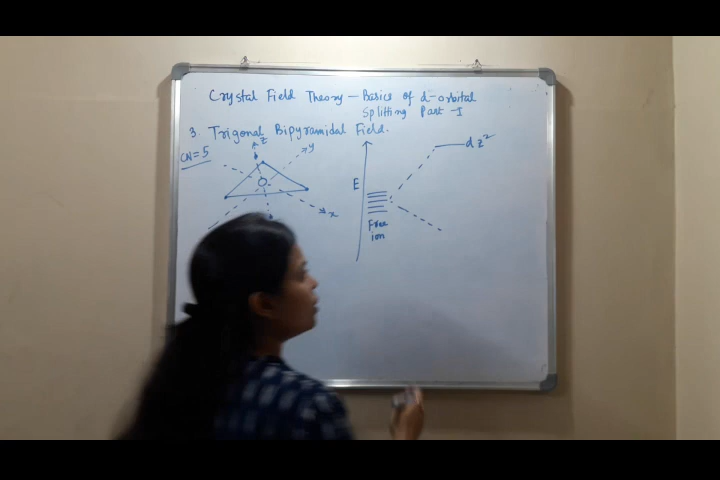 Crystal Field Theory - Basics of d-orbital
Splitting Part-I
3. Trigonal Bipyramidal Field.
CN=5
z
y
x
E
dz²
Free
ion